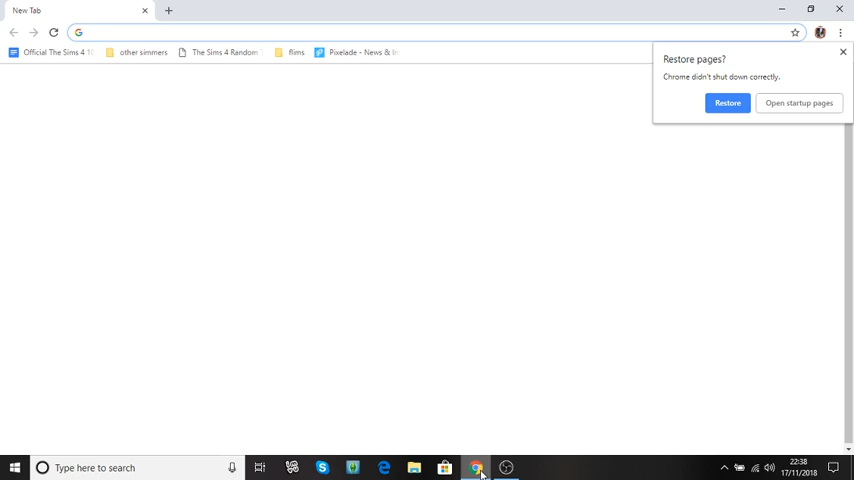 New Tab
Official The Sims 4 10
other simmers
The Sims 4 Random
flims
Pixelade - News & In
Restore pages?
Chrome didn't shut down correctly.
Restore
Open startup pages
Type here to search
22:38
17/11/2018